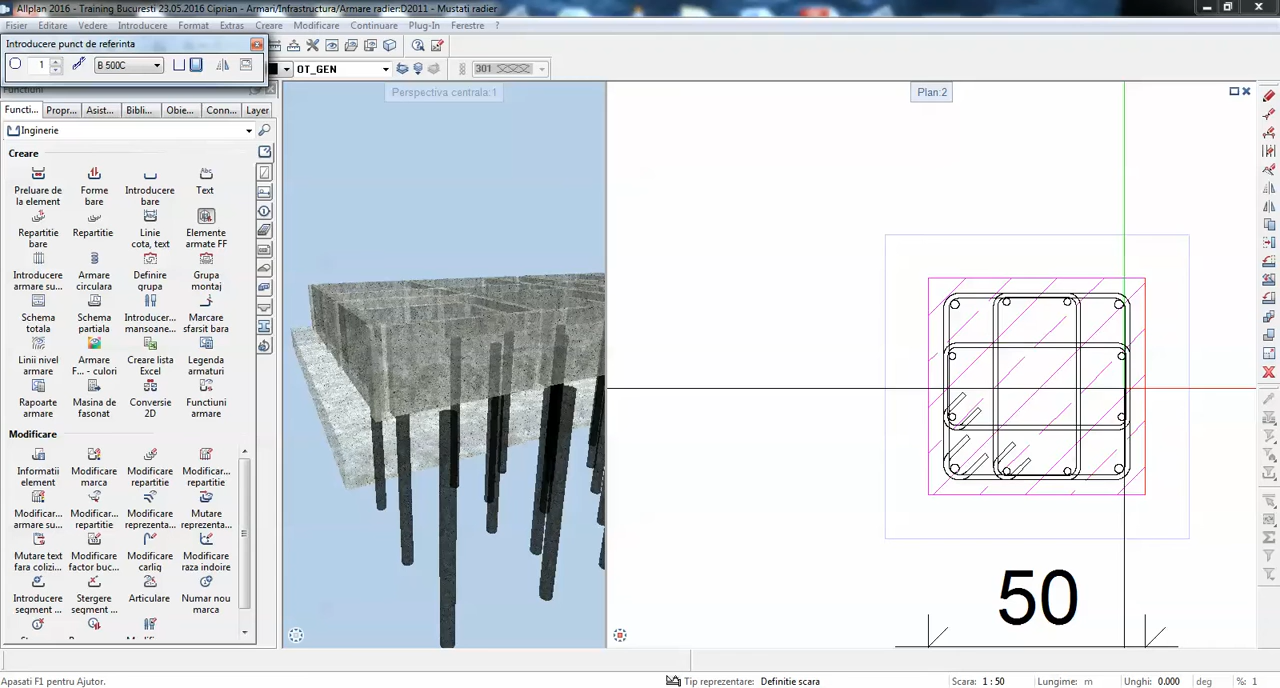 Allplan 2016 - Training Bucuresti 23.05.2016 Ciprian - Armari/Infrastructura/Armare radier:D2011 - Mustati radier
Fisier Editare Vedere Introducere Format Extras Creare Modificare Continuare Plug-In Ferestre ?
Introducere punct de referinta
1 B 500C OT_GEN 301
Functiuni
Functi... Propr... Asist... Bibli... Obie... Conn... Layer
Inginerie
Perspectiva centrala:1
Plan:2
Creare
Preluare de la element
Forme bare
Introducere bare
Text
Repartitie bare
Repartitie
Linie cota, text
Elemente armate FF
Introducere armare su...
Armare circulara
Definire grupa
Grupa montaj
Schema totala
Schema partiala
Introducer... mansoane...
Marcare sfarsit bara
Linii nivel armare
Armare F... - culori
Creare lista Excel
Legenda armaturi
Rapoarte armare
Masina de fasonat
Conversie 2D
Functiuni armare
Modificare
Informatii element
Modificare marca
Modificare repartitie
Modificar... repartitie
Modificar... armare su...
Modificar... repartitie
Modificare reprezenta...
Mutare reprezenta...
Mutare text fara colizi...
Modificare factor buc...
Modificare carliq
Modificare raza indoire
Introducere segment ...
Stergere segment ...
Articulare
Numar nou marca
50
Apasati F1 pentru Ajutor.
Tip reprezentare: Definitie scara
Scara: 1 : 50
Lungime: m
Unghi: 0.000 deg
%: 1